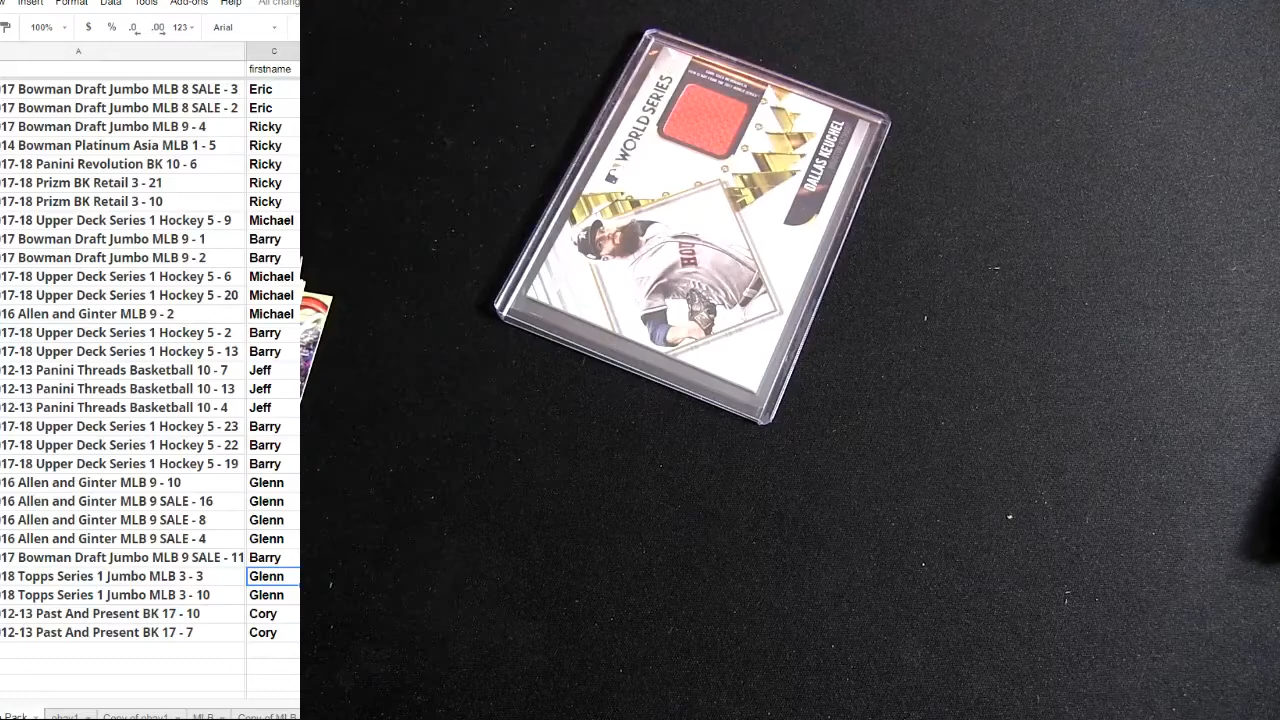 Insert Format Data Tools Add-ons Help All chang
100% $ % .0 .00 123 Arial
A C
firstname
17 Bowman Draft Jumbo MLB 8 SALE - 3 Eric
17 Bowman Draft Jumbo MLB 8 SALE - 2 Eric
17 Bowman Draft Jumbo MLB 9 - 4 Ricky
14 Bowman Platinum Asia MLB 1 - 5 Ricky
17-18 Panini Revolution BK 10 - 6 Ricky
17-18 Prizm BK Retail 3 - 21 Ricky
17-18 Prizm BK Retail 3 - 10 Ricky
17-18 Upper Deck Series 1 Hockey 5 - 9 Michael
17 Bowman Draft Jumbo MLB 9 - 1 Barry
17 Bowman Draft Jumbo MLB 9 - 2 Barry
17-18 Upper Deck Series 1 Hockey 5 - 6 Michael
17-18 Upper Deck Series 1 Hockey 5 - 20 Michael
16 Allen and Ginter MLB 9 - 2 Michael
17-18 Upper Deck Series 1 Hockey 5 - 2 Barry
17-18 Upper Deck Series 1 Hockey 5 - 13 Barry
12-13 Panini Threads Basketball 10 - 7 Jeff
12-13 Panini Threads Basketball 10 - 13 Jeff
12-13 Panini Threads Basketball 10 - 4 Jeff
17-18 Upper Deck Series 1 Hockey 5 - 23 Barry
17-18 Upper Deck Series 1 Hockey 5 - 22 Barry
17-18 Upper Deck Series 1 Hockey 5 - 19 Barry
16 Allen and Ginter MLB 9 - 10 Glenn
16 Allen and Ginter MLB 9 SALE - 16 Glenn
16 Allen and Ginter MLB 9 SALE - 8 Glenn
16 Allen and Ginter MLB 9 SALE - 4 Glenn
17 Bowman Draft Jumbo MLB 9 SALE - 11 Barry
18 Topps Series 1 Jumbo MLB 3 - 3 Glenn
18 Topps Series 1 Jumbo MLB 3 - 10 Glenn
12-13 Past And Present BK 17 - 10 Cory
12-13 Past And Present BK 17 - 7 Cory
Pack ebay1 Copy of ebay1 MLB Copy of MLB
WORLD SERIES
DALLAS KEUCHEL
HOU